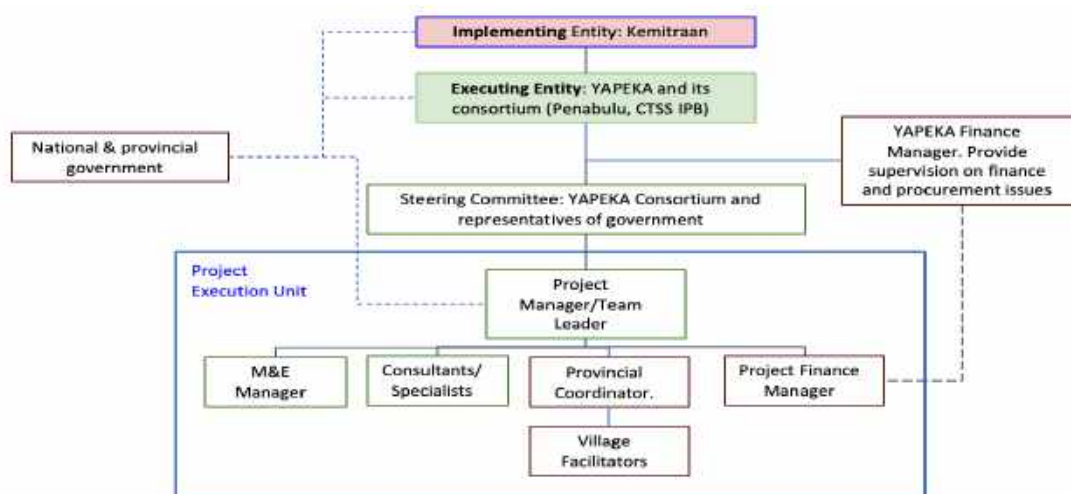 Implementing Entity: Kemitraan
Executing Entity: YAPEKA and its
consortium (Penabulu, CTSS IPB)
National & provincial
government
YAPEKA Finance
Manager. Provide
supervision on finance
and procurement issues
Steering Committee: YAPEKA Consortium and
representatives of government
Project
Execution Unit
Project
Manager/Team
Leader
M&E
Manager
Consultants/
Specialists
Provincial
Coordinator.
Project Finance
Manager
Village
Facilitators